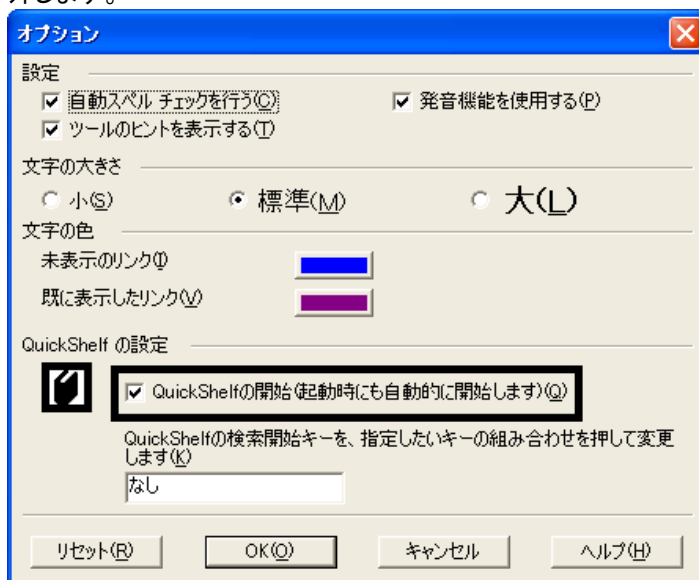 外します。
オプション
設定
自動スペル チェックを行う(C) 発音機能を使用する(P)
ツールのヒントを表示する(T)
文字の大きさ
小(S) 標準(M) 大(L)
文字の色
未表示のリンク(I)
既に表示したリンク(V)
QuickShelf の設定
QuickShelfの開始(起動時にも自動的に開始します)(Q)
QuickShelfの検索開始キーを、指定したいキーの組み合わせを押して変更
します(K)
なし
リセット(R) OK(O) キャンセル ヘルプ(H)